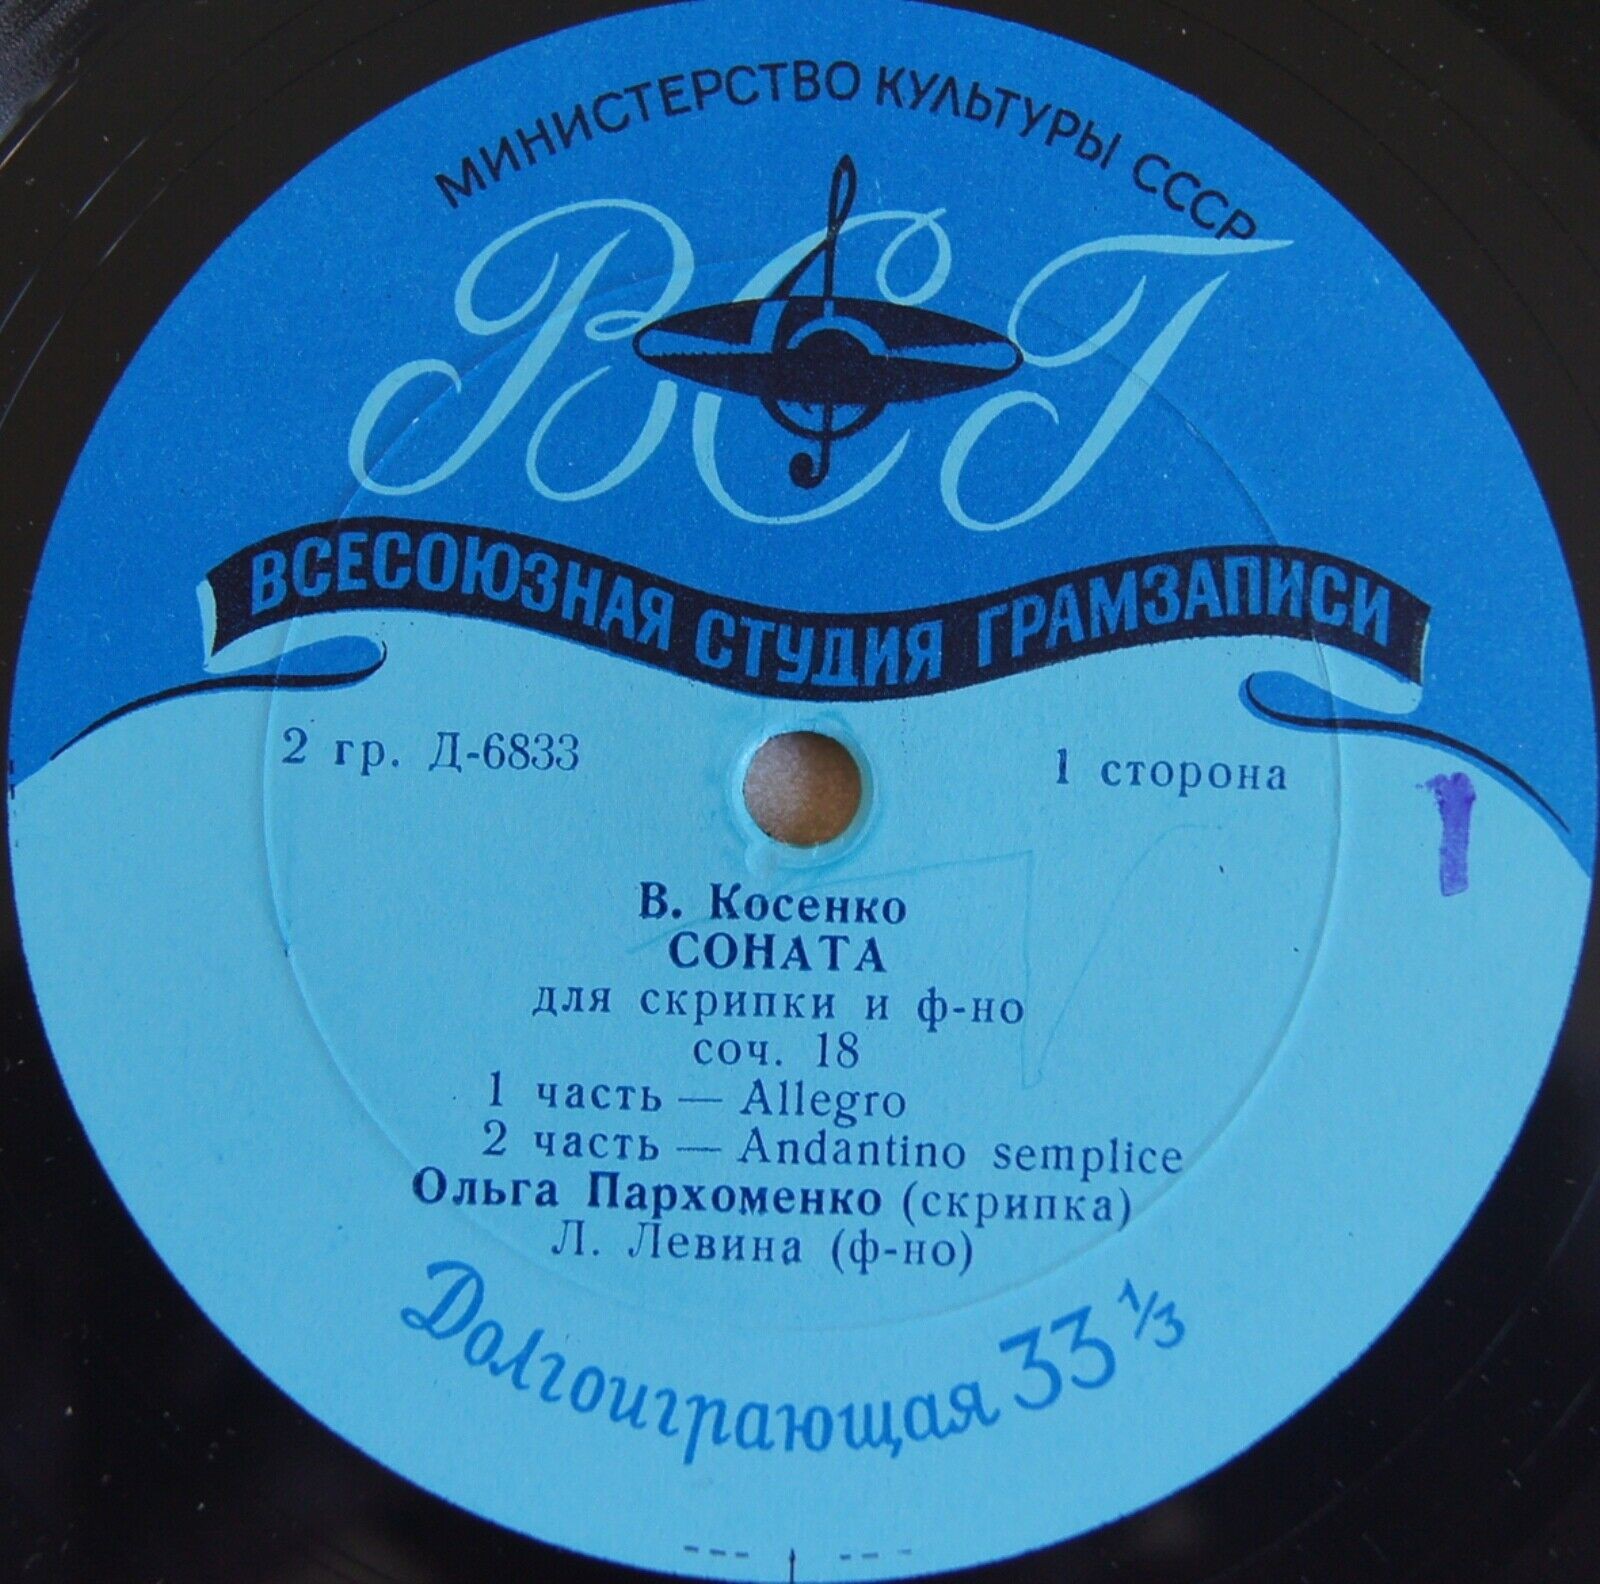 МИНИСТЕРСТВО КУЛЬТУРЫ СССР
ВСГ
ВСЕСОЮЗНАЯ СТУДИЯ ГРАМЗАПИСИ
2 гр. Д-6833
1 сторона
1
В. Косенко
СОНАТА
для скрипки и ф-но
соч. 18
1 часть — Allegro
2 часть — Andantino semplice
Ольга Пархоменко (скрипка)
Л. Левина (ф-но)
Долгоиграющая 33 1/3